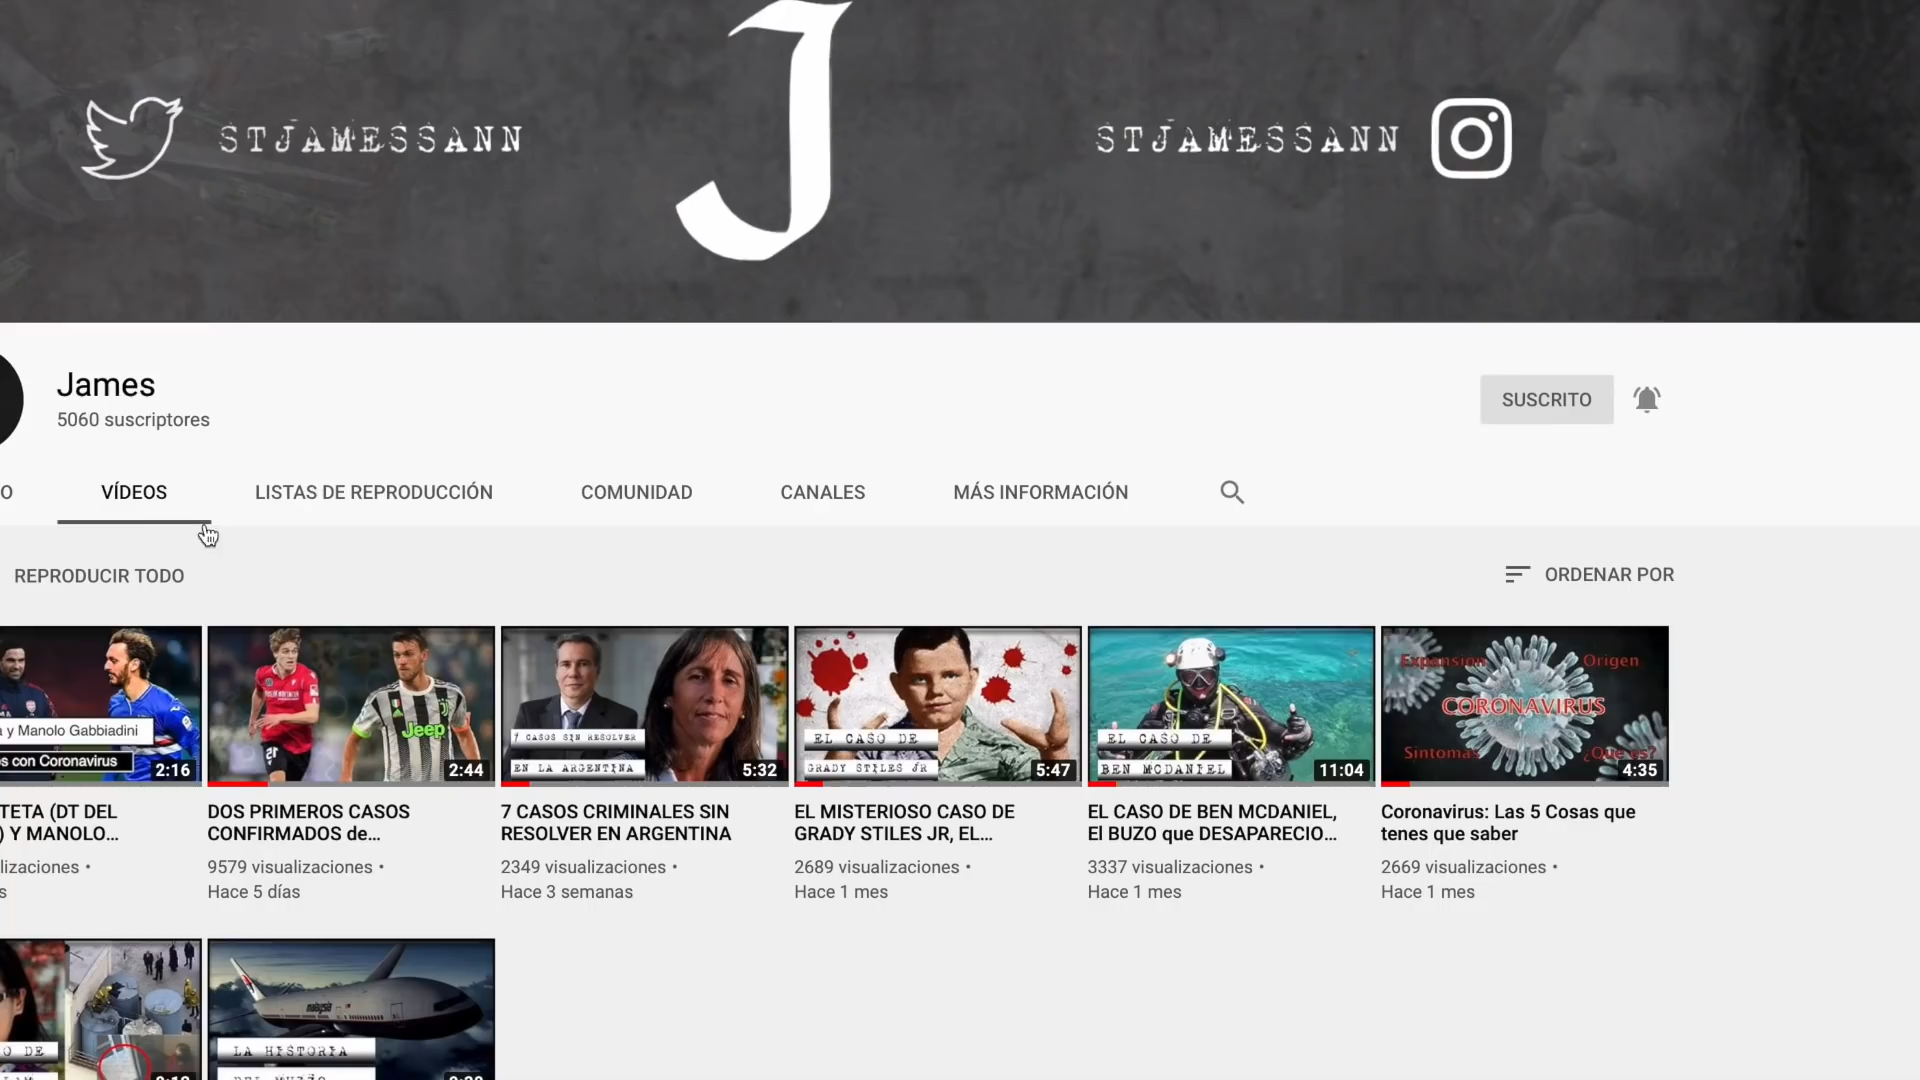 STJAMESSANN
J
STJAMESSANN
James
5060 suscriptores
SUSCRITO
O
VÍDEOS
LISTAS DE REPRODUCCIÓN
COMUNIDAD
CANALES
MÁS INFORMACIÓN
REPRODUCIR TODO
ORDENAR POR
a y Manolo Gabbiadini
s con Coronavirus
2:16
Jeep
2:44
7 CASOS SIN RESOLVER
EN LA ARGENTINA
5:32
EL CASO DE
GRADY STILES JR
5:47
EL CASO DE
BEN MCDANIEL
11:04
Expansion
Origen
CORONAVIRUS
Sintomas
¿Que es?
4:35
TETA (DT DEL
) Y MANOLO...
lizaciones •
s
DOS PRIMEROS CASOS
CONFIRMADOS de...
9579 visualizaciones •
Hace 5 días
7 CASOS CRIMINALES SIN
RESOLVER EN ARGENTINA
2349 visualizaciones •
Hace 3 semanas
EL MISTERIOSO CASO DE
GRADY STILES JR, EL...
2689 visualizaciones •
Hace 1 mes
EL CASO DE BEN MCDANIEL,
El BUZO que DESAPARECIO...
3337 visualizaciones •
Hace 1 mes
Coronavirus: Las 5 Cosas que
tenes que saber
2669 visualizaciones •
Hace 1 mes
O DE
malaysia
LA HISTORIA